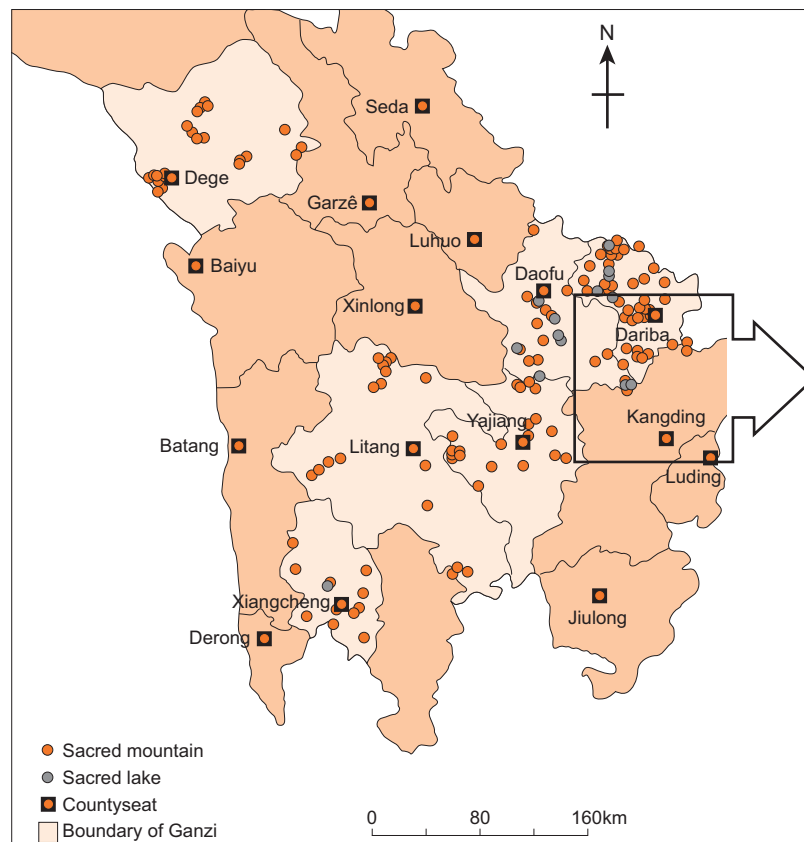 N
Seda
Dege
Garzê
Luhuo
Baiyu
Daofu
Xinlong
Dariba
Kangding
Yajiang
Batang
Litang
Luding
Xiangcheng
Jiulong
Derong
Sacred mountain
Sacred lake
Countyseat
Boundary of Ganzi
0 80 160km